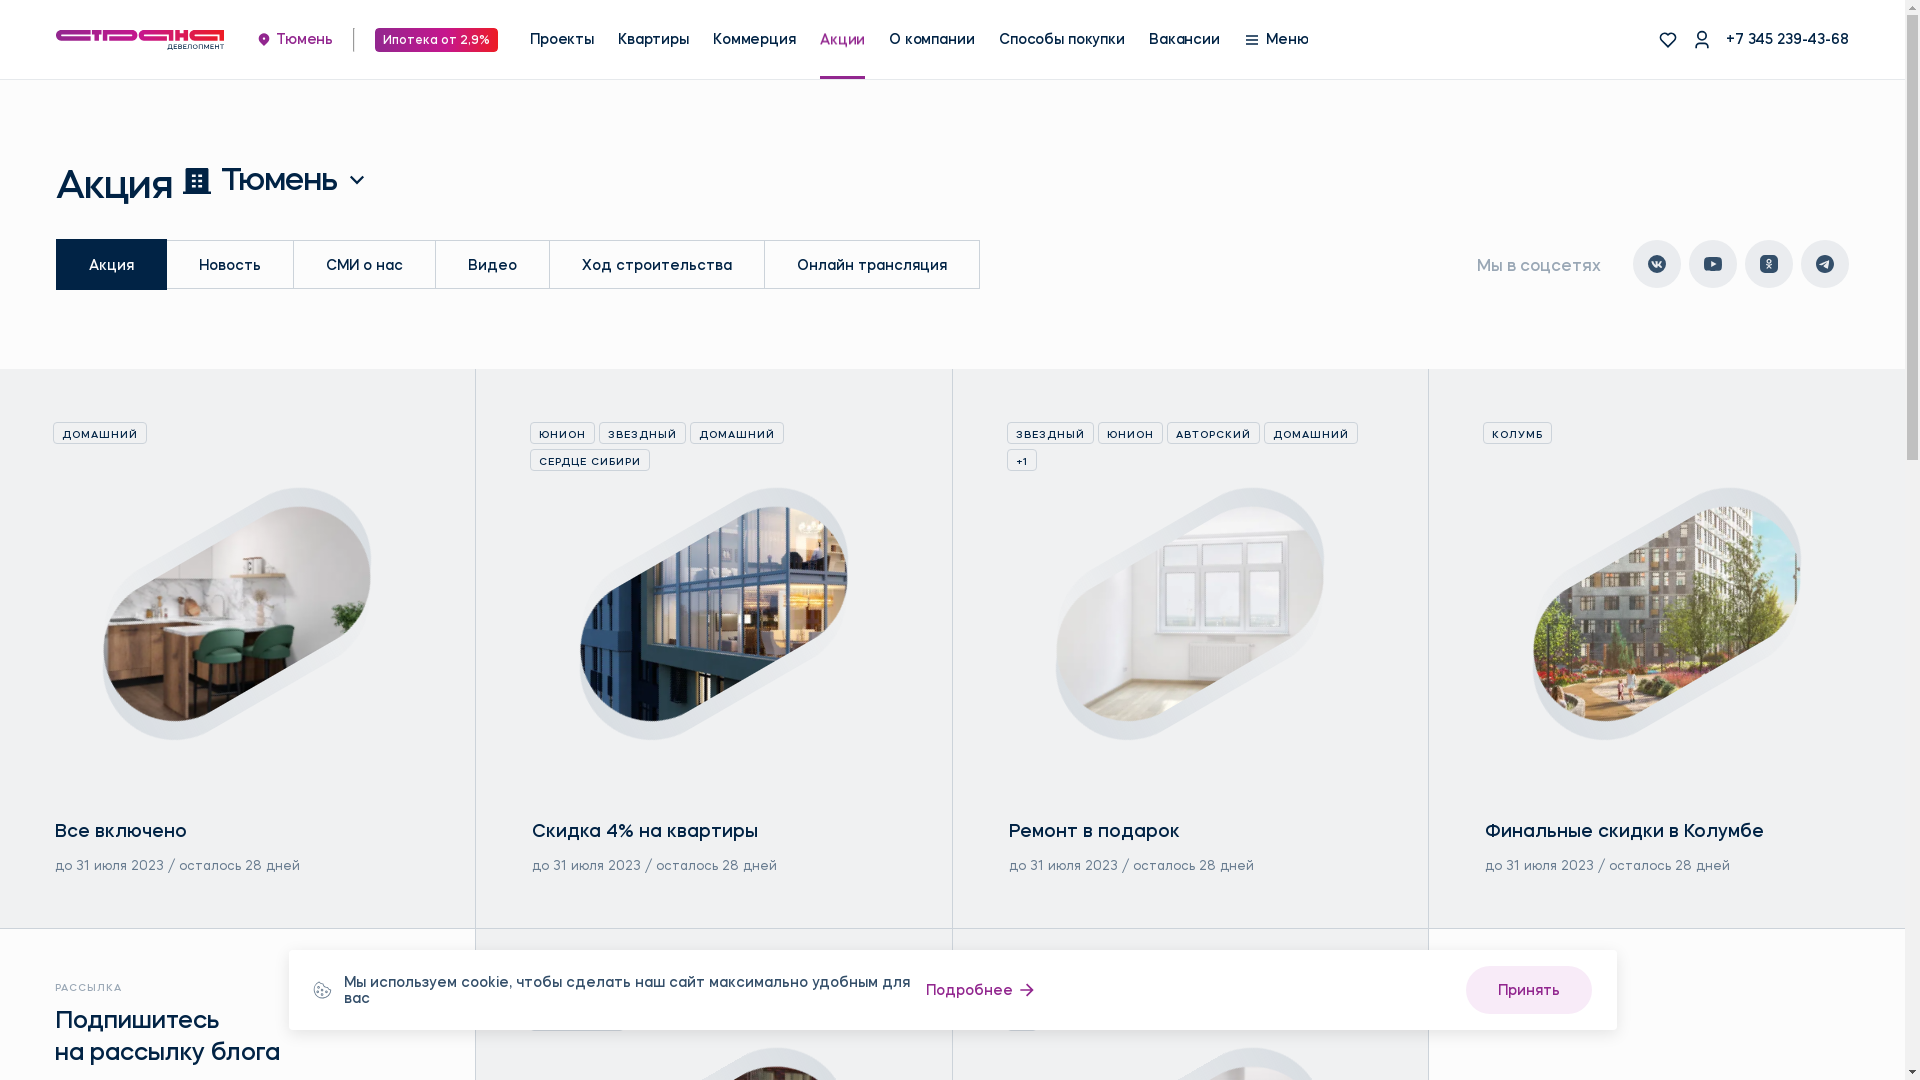 СТРАНА
ДЕВЕЛОПМЕНТ
Тюмень
Ипотека от 2,9%
Проекты
Квартиры
Коммерция
Акции
О компании
Способы покупки
Вакансии
Меню
+7 345 239-43-68
Акция Тюмень
Акция
Новость
СМИ о нас
Видео
Ход строительства
Онлайн трансляция
Мы в соцсетях
ДОМАШНИЙ
ЮНИОН ЗВЕЗДНЫЙ ДОМАШНИЙ
СЕРДЦЕ СИБИРИ
ЗВЕЗДНЫЙ ЮНИОН АВТОРСКИЙ ДОМАШНИЙ
+1
КОЛУМБ
Все включено
до 31 июля 2023 / осталось 28 дней
Скидка 4% на квартиры
до 31 июля 2023 / осталось 28 дней
Ремонт в подарок
до 31 июля 2023 / осталось 28 дней
Финальные скидки в Колумбе
до 31 июля 2023 / осталось 28 дней
РАССЫЛКА
Подпишитесь
на рассылку блога
Мы используем cookie, чтобы сделать наш сайт максимально удобным для
вас
Подробнее
Принять